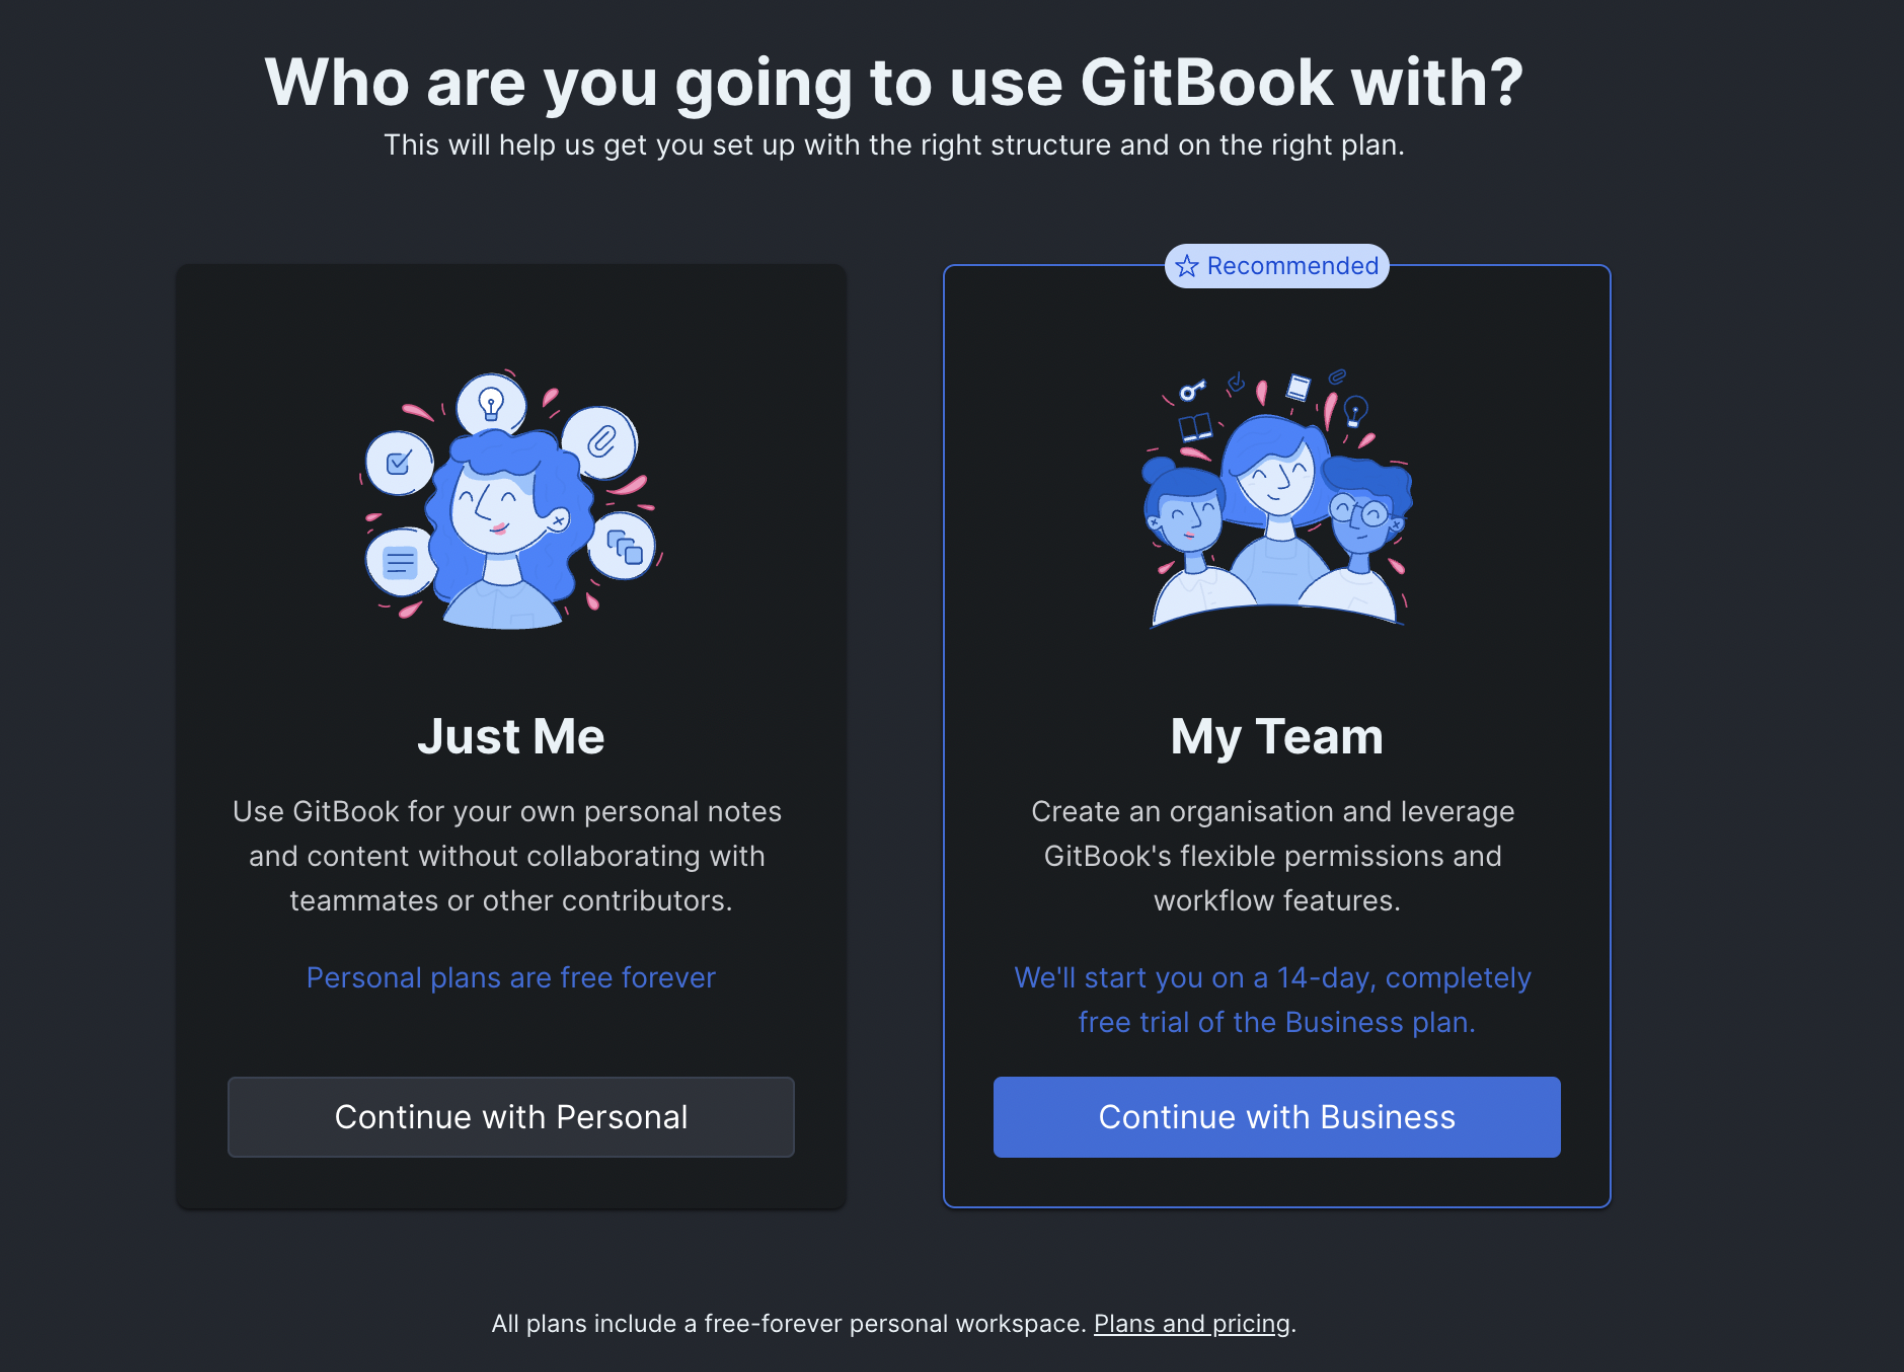 Who are you going to use GitBook with?
This will help us get you set up with the right structure and on the right plan.
Just Me
Use GitBook for your own personal notes
and content without collaborating with
teammates or other contributors.
Personal plans are free forever
Continue with Personal
Recommended
My Team
Create an organisation and leverage
GitBook's flexible permissions and
workflow features.
We'll start you on a 14-day, completely
free trial of the Business plan.
Continue with Business
All plans include a free-forever personal workspace. Plans and pricing.